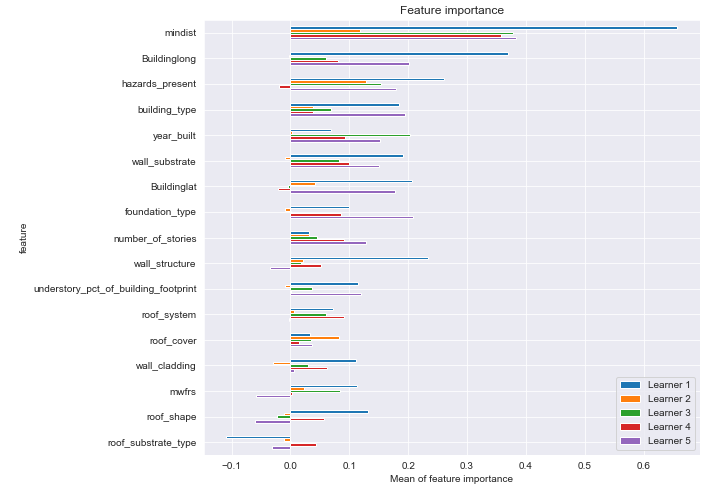 Feature importance
mindist
Buildinglong
hazards_present
building_type
year_built
wall_substrate
Buildinglat
foundation_type
feature
number_of_stories
wall_structure
understory_pct_of_building_footprint
roof_system
roof_cover
wall_cladding
mwfrs
roof_shape
roof_substrate_type
Learner 1
Learner 2
Learner 3
Learner 4
Learner 5
−0.1 0.0 0.1 0.2 0.3 0.4 0.5 0.6
Mean of feature importance